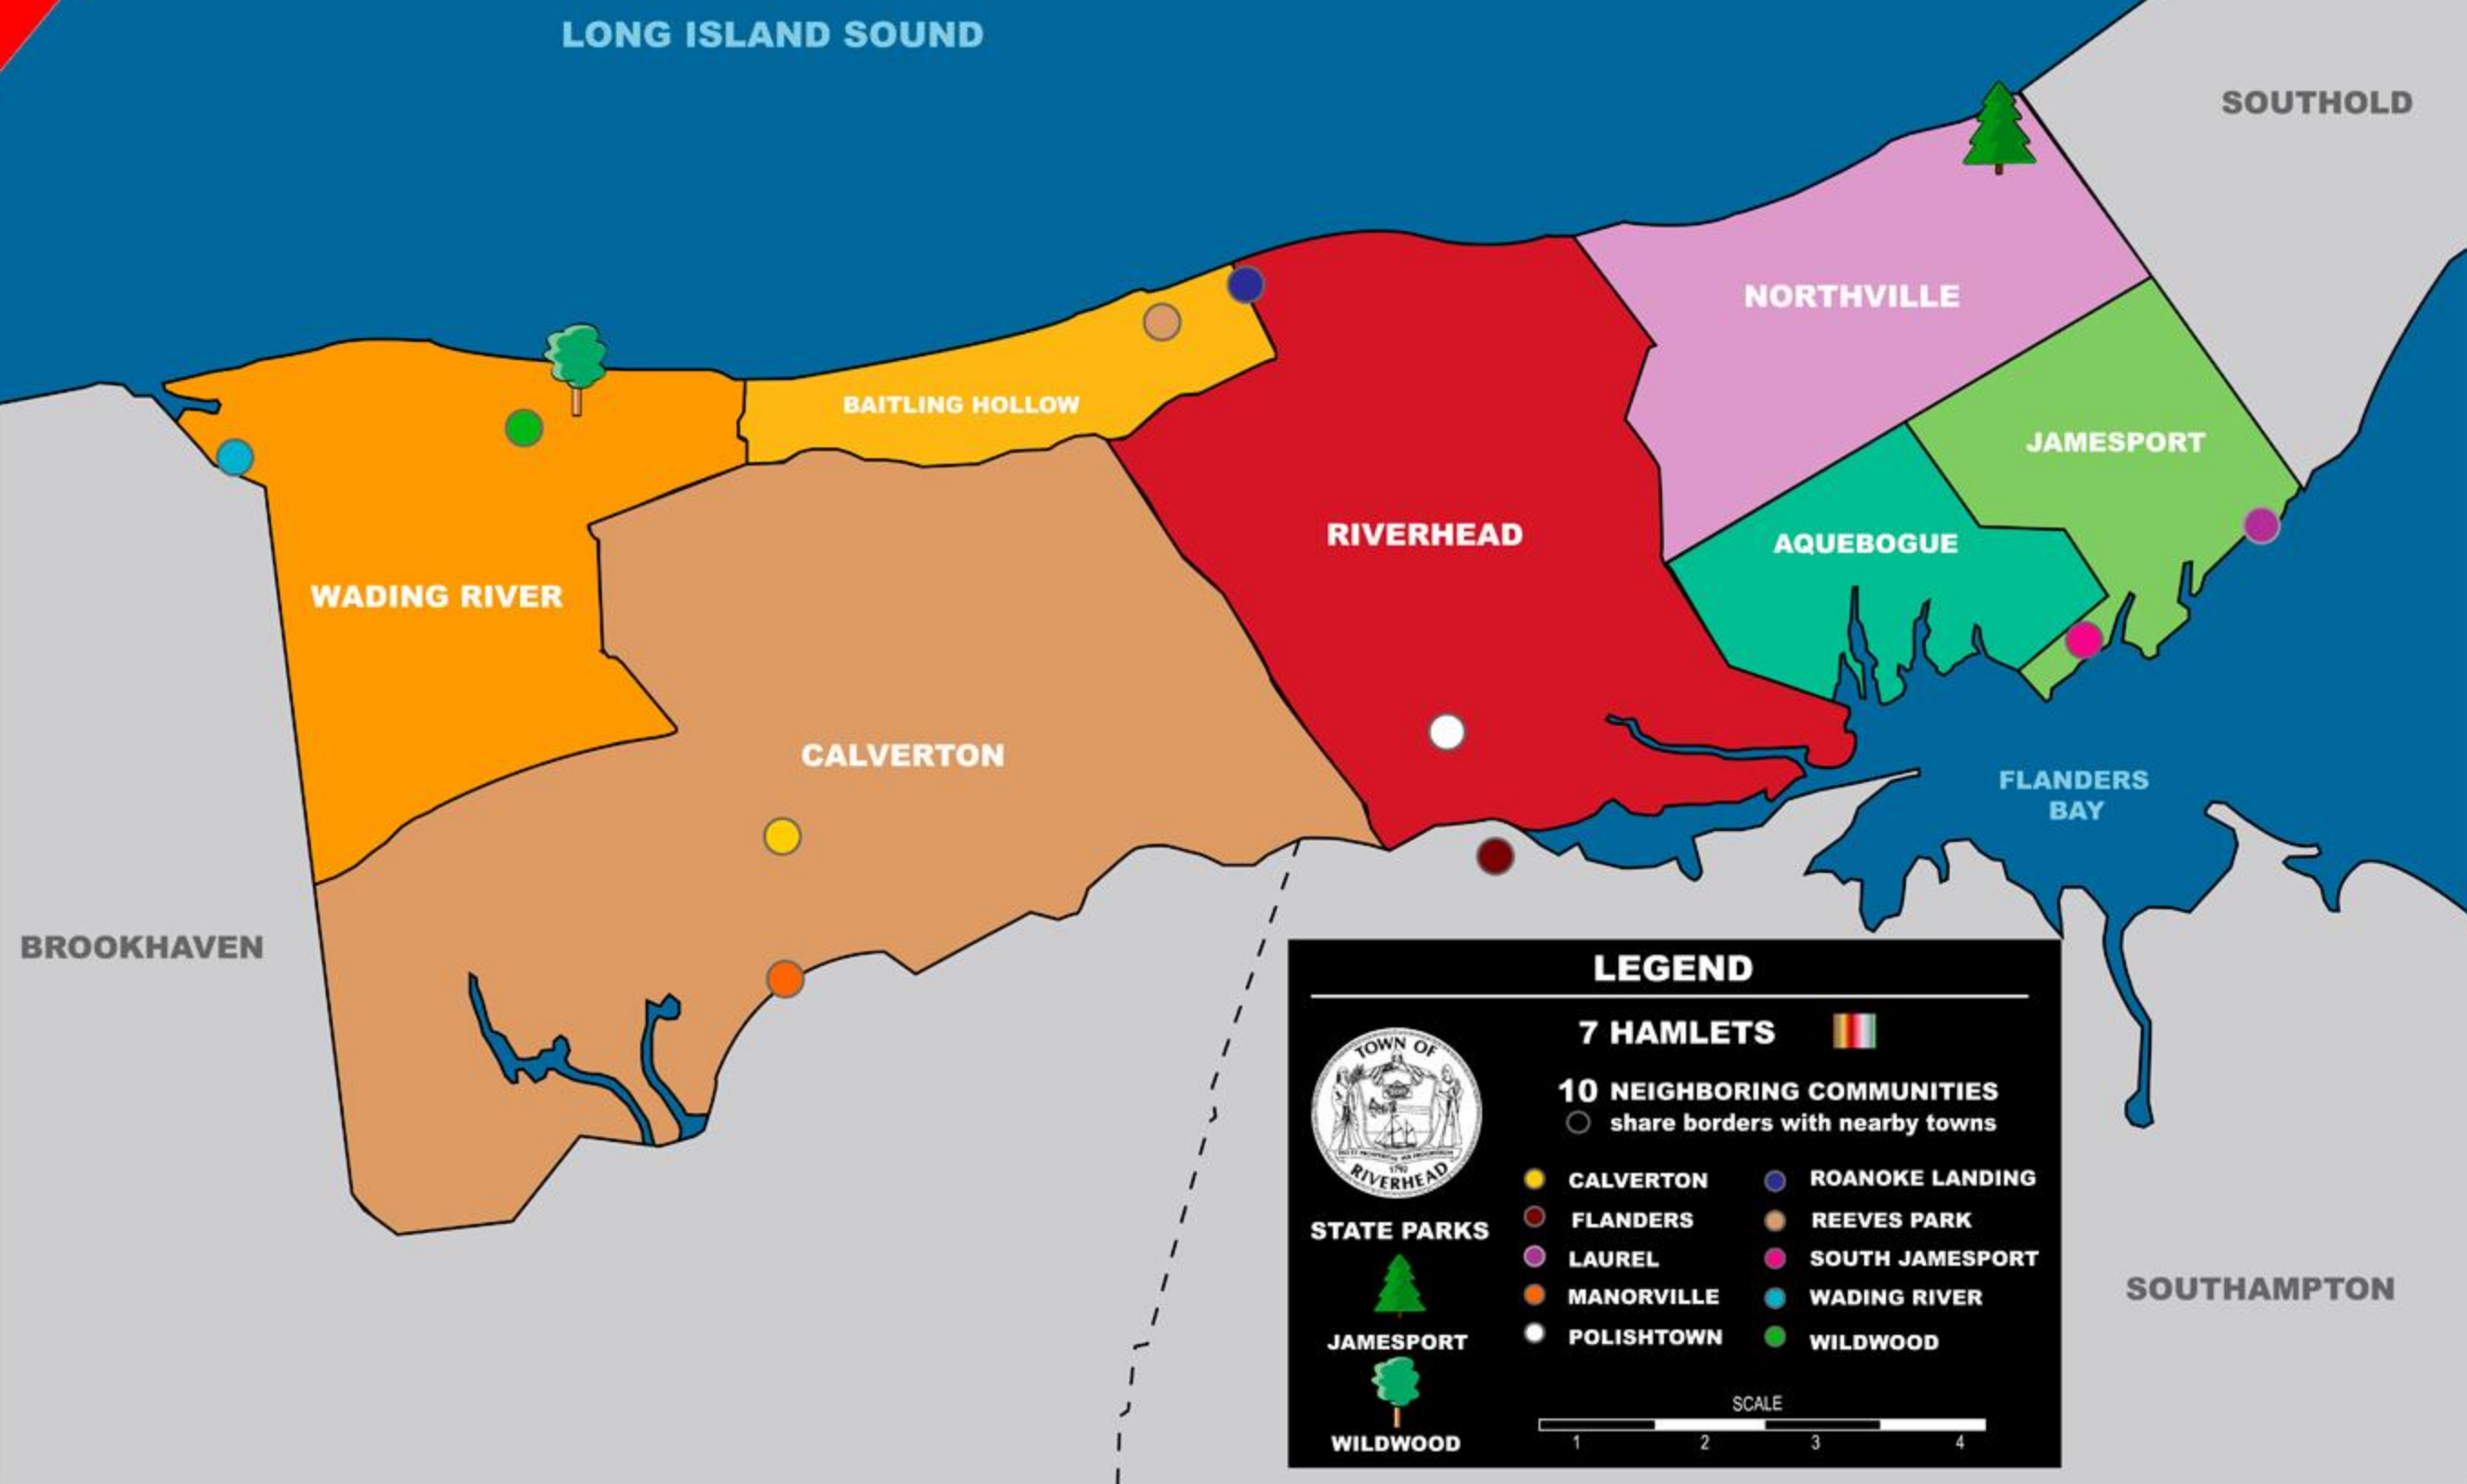 LONG ISLAND SOUND
SOUTHOLD
NORTHVILLE
BAITLING HOLLOW
JAMESPORT
RIVERHEAD
AQUEBOGUE
WADING RIVER
CALVERTON
FLANDERS
BAY
BROOKHAVEN
SOUTHAMPTON
LEGEND
7 HAMLETS
10 NEIGHBORING COMMUNITIES
share borders with nearby towns
TOWN OF
1792
RIVERHEAD
STATE PARKS
JAMESPORT
WILDWOOD
CALVERTON
FLANDERS
LAUREL
MANORVILLE
POLISHTOWN
ROANOKE LANDING
REEVES PARK
SOUTH JAMESPORT
WADING RIVER
WILDWOOD
SCALE
1 2 3 4